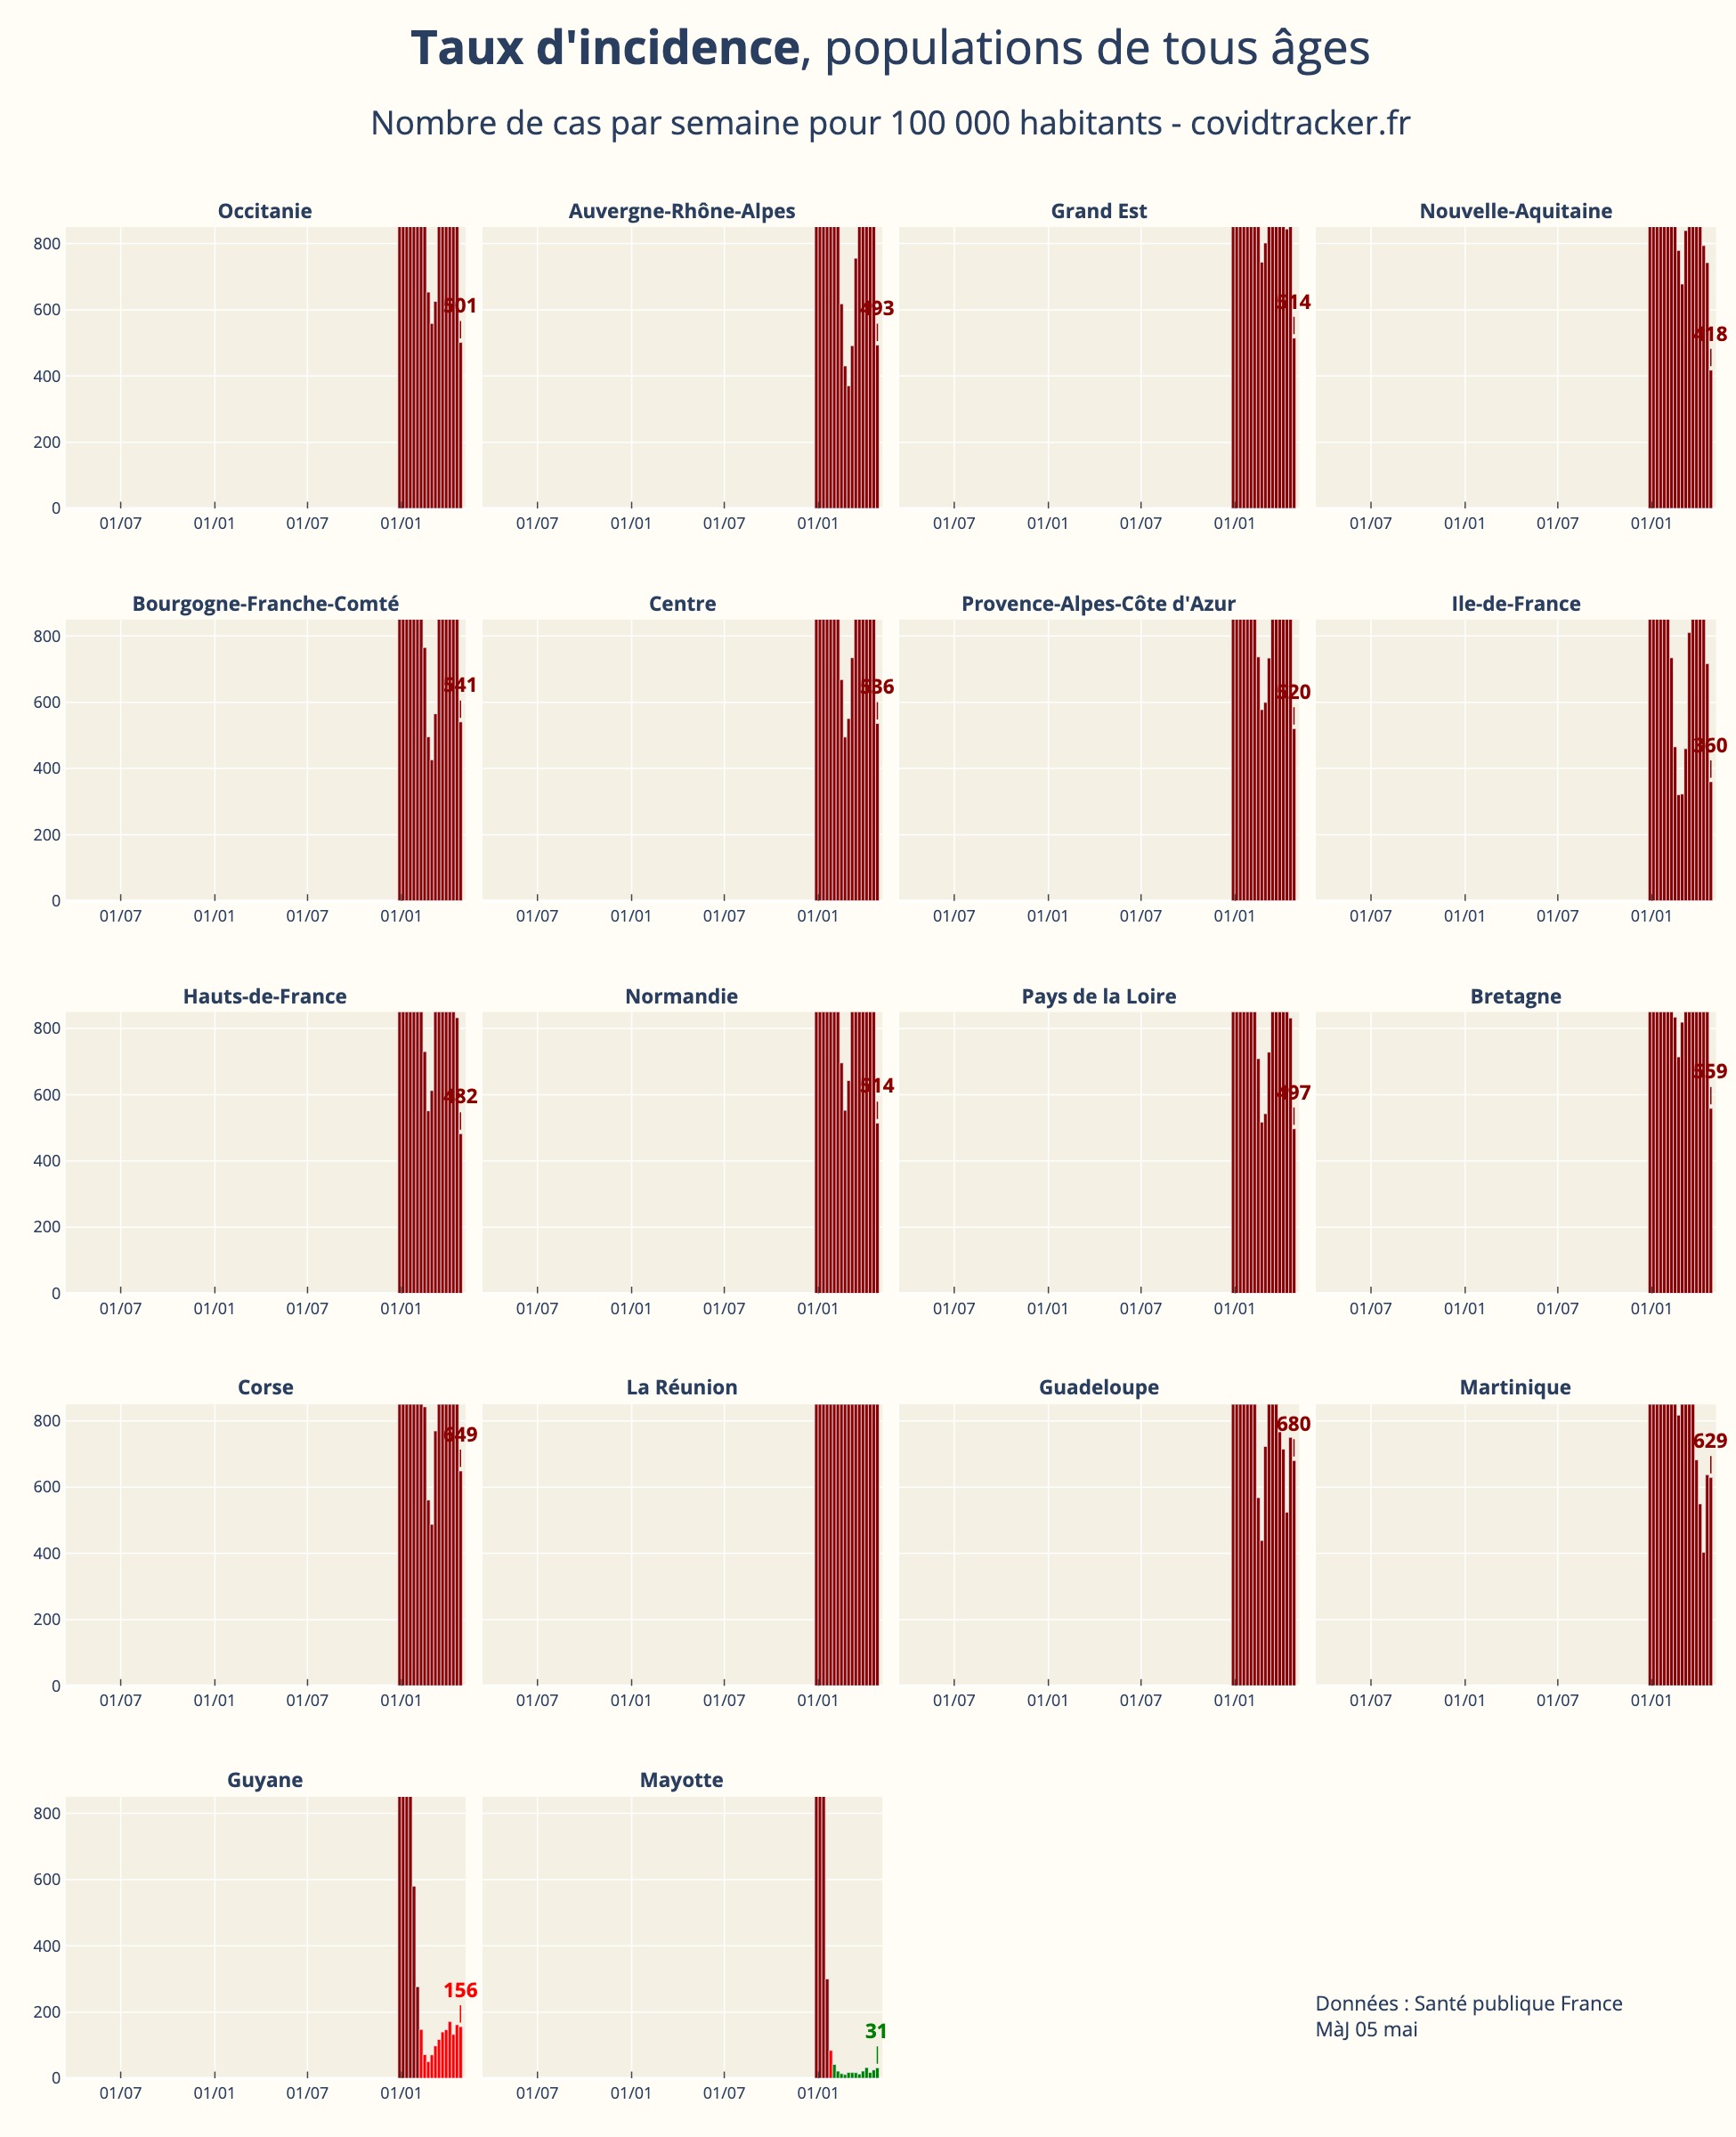 Taux d'incidence, populations de tous âges
Nombre de cas par semaine pour 100 000 habitants - covidtracker.fr
Occitanie
800
600
400
200
0
501
01/07 01/01 01/07 01/01
Auvergne-Rhône-Alpes
493
01/07 01/01 01/07 01/01
Grand Est
514
01/07 01/01 01/07 01/01
Nouvelle-Aquitaine
418
01/07 01/01 01/07 01/01
Bourgogne-Franche-Comté
800
600
400
200
0
541
01/07 01/01 01/07 01/01
Centre
536
01/07 01/01 01/07 01/01
Provence-Alpes-Côte d'Azur
520
01/07 01/01 01/07 01/01
Ile-de-France
360
01/07 01/01 01/07 01/01
Hauts-de-France
800
600
400
200
0
482
01/07 01/01 01/07 01/01
Normandie
514
01/07 01/01 01/07 01/01
Pays de la Loire
497
01/07 01/01 01/07 01/01
Bretagne
559
01/07 01/01 01/07 01/01
Corse
800
600
400
200
0
649
01/07 01/01 01/07 01/01
La Réunion
01/07 01/01 01/07 01/01
Guadeloupe
680
01/07 01/01 01/07 01/01
Martinique
629
01/07 01/01 01/07 01/01
Guyane
800
600
400
200
0
156
01/07 01/01 01/07 01/01
Mayotte
31
01/07 01/01 01/07 01/01
Données : Santé publique France
MàJ 05 mai